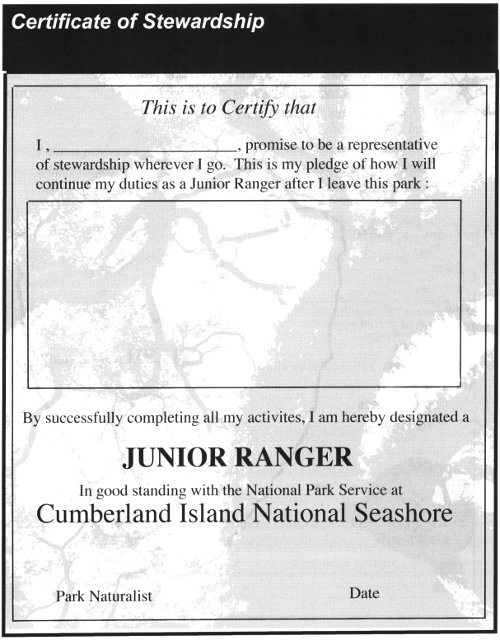 Certificate of Stewardship
This is to Certify that
I , ________________________, promise to be a representative
of stewardship wherever I go. This is my pledge of how I will
continue my duties as a Junior Ranger after I leave this park :
By successfully completing all my activites, I am hereby designated a
JUNIOR RANGER
In good standing with the National Park Service at
Cumberland Island National Seashore
Park Naturalist
Date